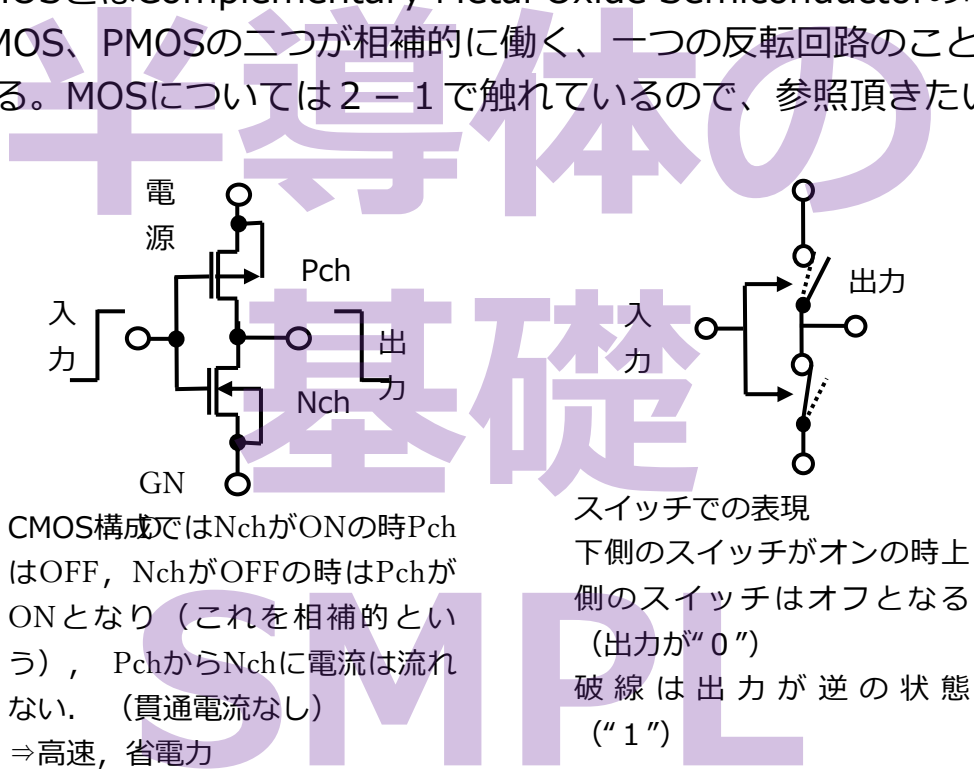 MOSとはComplementary Metal Oxide Semiconductorの
MOS、PMOSの二つが相補的に働く、一つの反転回路のこと
る。MOSについては２－１で触れているので、参照頂きたい
半導体の
基礎
SMPL
電
源
Pch
入
力
出
力
Nch
GN
D
CMOS構成ではNchがONの時Pch
はOFF，NchがOFFの時はPchが
ONとなり（これを相補的とい
う），　PchからNchに電流は流れ
ない．　（貫通電流なし）
⇒高速，省電力
入
力
出力
スイッチでの表現
下側のスイッチがオンの時上
側のスイッチはオフとなる
（出力が“０”）
破線は出力が逆の状態
（“１”）